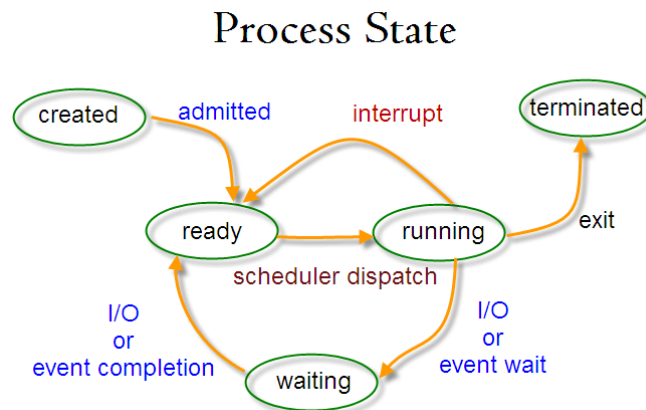 Process State
created
admitted
interrupt
terminated
ready
running
exit
scheduler dispatch
I/O
or
event completion
I/O
or
event wait
waiting